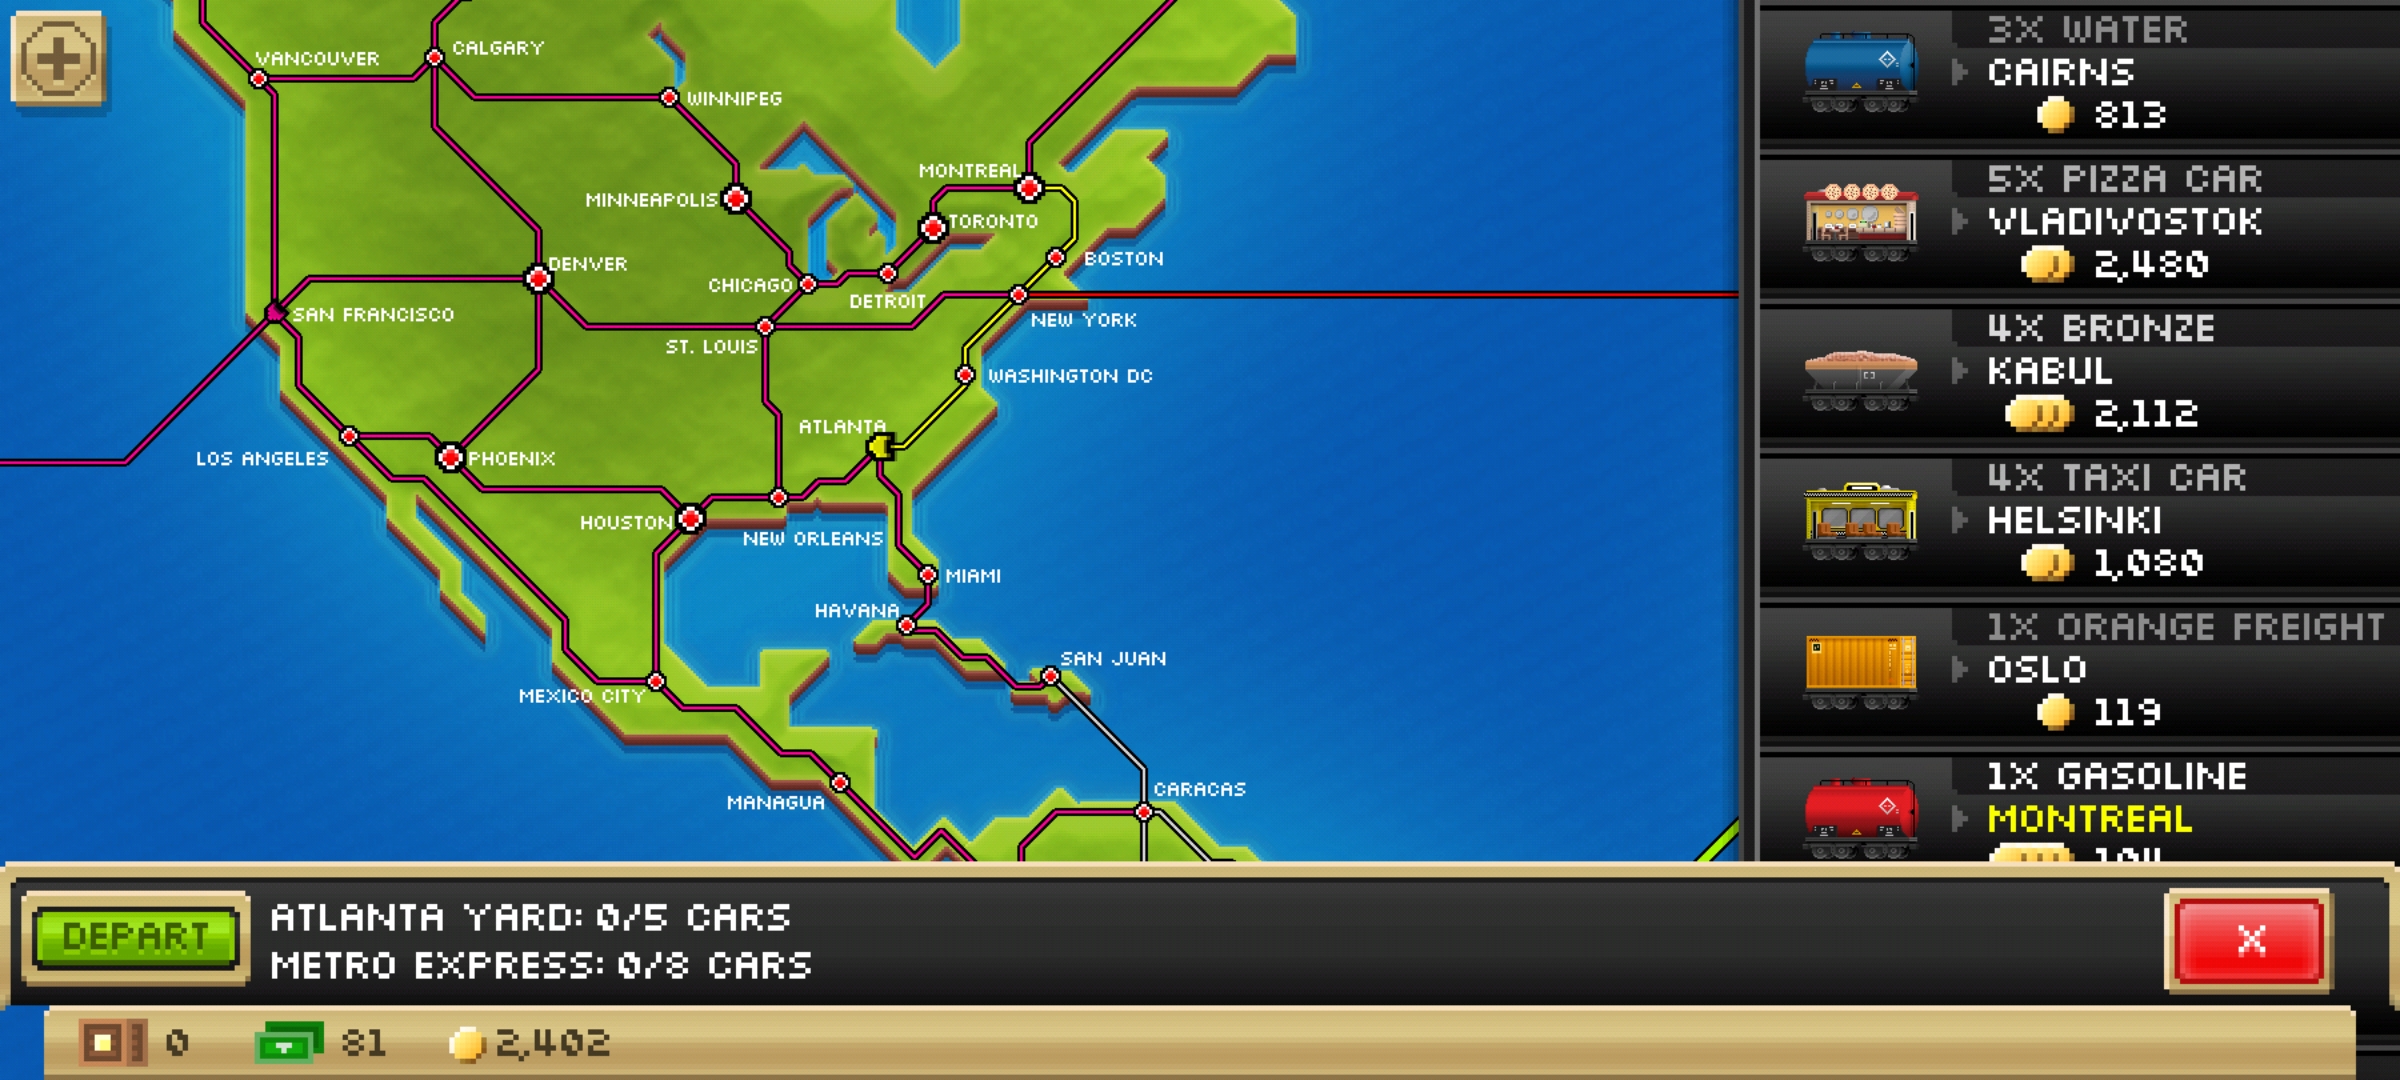 VANCOUVER
CALGARY
WINNIPEG
MONTREAL
MINNEAPOLIS
TORONTO
DENVER
BOSTON
CHICAGO
DETROIT
SAN FRANCISCO
NEW YORK
ST. LOUIS
WASHINGTON DC
ATLANTA
LOS ANGELES
PHOENIX
HOUSTON
NEW ORLEANS
MIAMI
HAVANA
SAN JUAN
MEXICO CITY
CARACAS
MANAGUA
3X WATER
CAIRNS
813
5X PIZZA CAR
VLADIVOSTOK
2,480
4X BRONZE
KABUL
2,112
4X TAXI CAR
HELSINKI
1,080
1X ORANGE FREIGHT
OSLO
119
1X GASOLINE
MONTREAL
DEPART
ATLANTA YARD: 0/5 CARS
METRO EXPRESS: 0/8 CARS
X
0
81
2,402